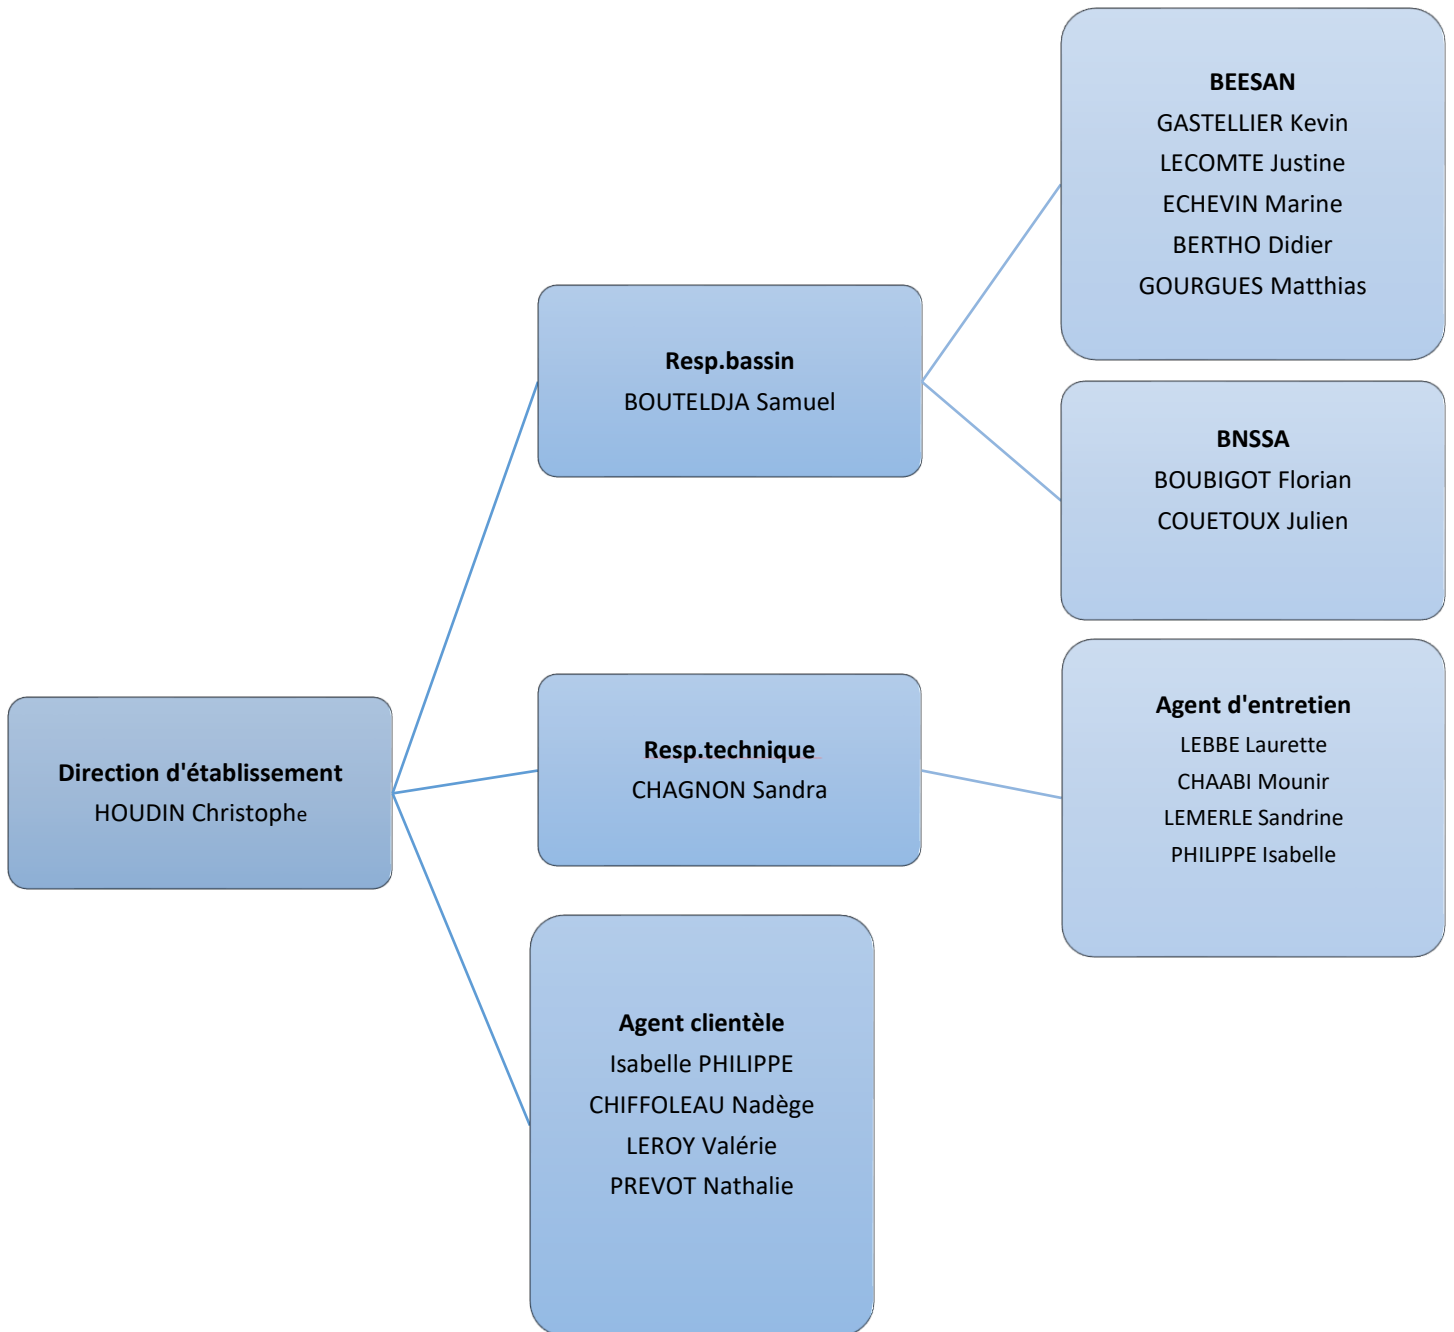 Direction d'établissement
HOUDIN Christophe
Resp.bassin
BOUTELDJA Samuel
BEESAN
GASTELLIER Kevin
LECOMTE Justine
ECHEVIN Marine
BERTHO Didier
GOURGUES Matthias
BNSSA
BOUBIGOT Florian
COUETOUX Julien
Resp.technique
CHAGNON Sandra
Agent d'entretien
LEBBE Laurette
CHAABI Mounir
LEMERLE Sandrine
PHILIPPE Isabelle
Agent clientèle
Isabelle PHILIPPE
CHIFFOLEAU Nadège
LEROY Valérie
PREVOT Nathalie